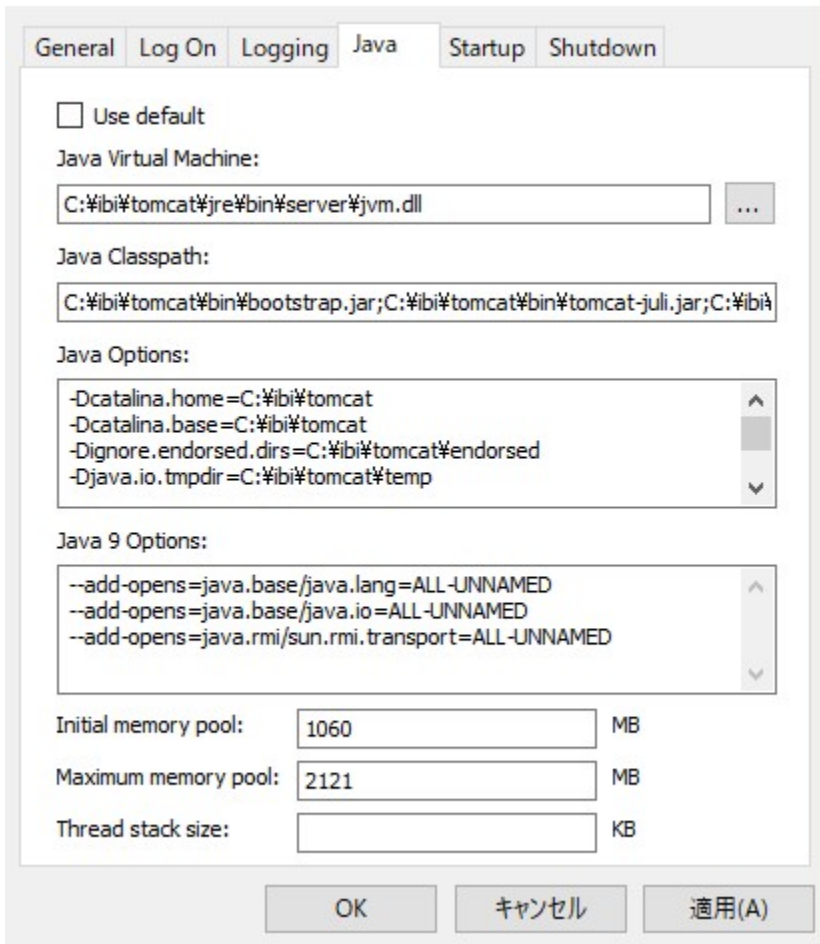 General Log On Logging Java Startup Shutdown
Use default
Java Virtual Machine:
C:¥ibi¥tomcat¥jre¥bin¥server¥jvm.dll ...
Java Classpath:
C:¥ibi¥tomcat¥bin¥bootstrap.jar;C:¥ibi¥tomcat¥bin¥tomcat-juli.jar;C:¥ibi¥
Java Options:
-Dcatalina.home=C:¥ibi¥tomcat
-Dcatalina.base=C:¥ibi¥tomcat
-Dignore.endorsed.dirs=C:¥ibi¥tomcat¥endorsed
-Djava.io.tmpdir=C:¥ibi¥tomcat¥temp
Java 9 Options:
--add-opens=java.base/java.lang=ALL-UNNAMED
--add-opens=java.base/java.io=ALL-UNNAMED
--add-opens=java.rmi/sun.rmi.transport=ALL-UNNAMED
Initial memory pool: 1060 MB
Maximum memory pool: 2121 MB
Thread stack size: KB
OK キャンセル 適用(A)